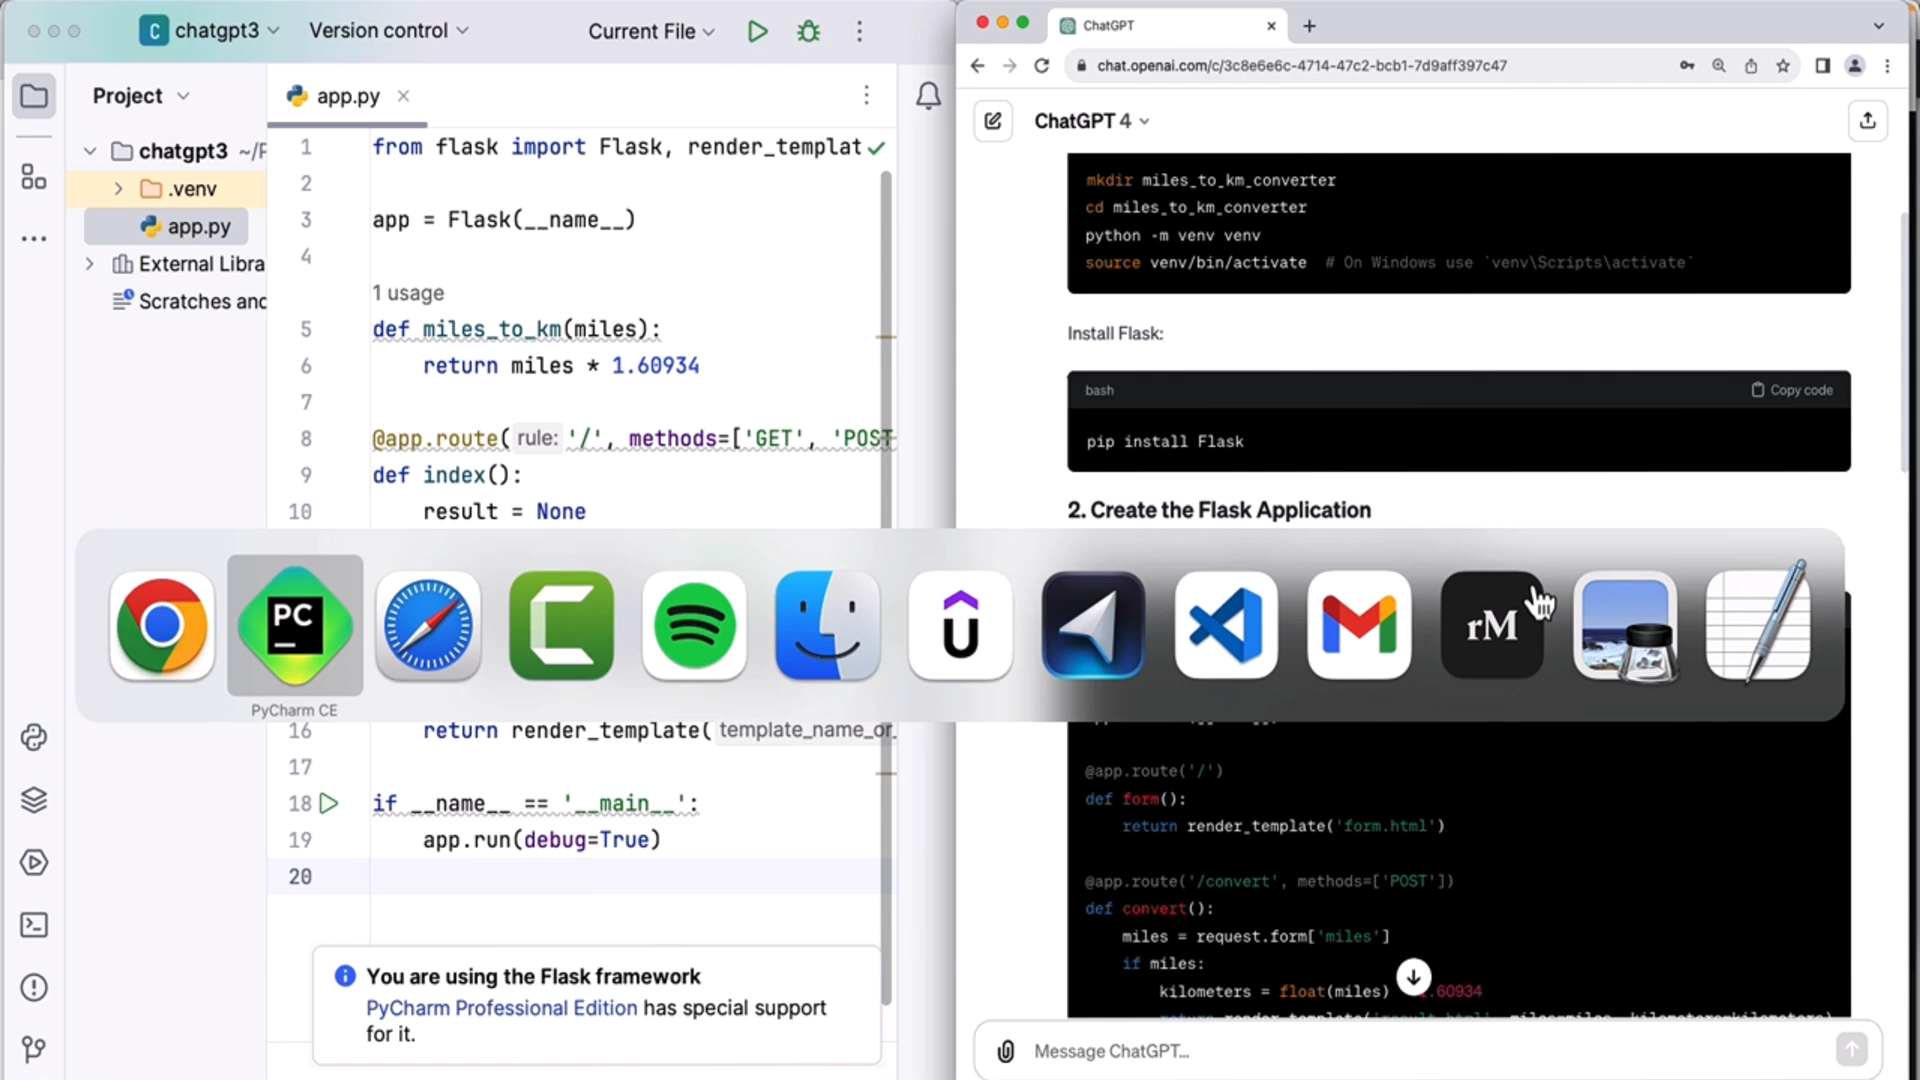 C chatgpt3
Version control
Current File
Project
chatgpt3 ~/P
.venv
app.py
External Libra
Scratches and
app.py
1 from flask import Flask, render_templat
2
3 app = Flask(__name__)
4
1 usage
5 def miles_to_km(miles):
6 return miles * 1.60934
7
8 @app.route( rule: '/', methods=['GET', 'POST
9 def index():
10 result = None
16 return render_template( template_name_or_
17
18 if __name__ == '__main__':
19 app.run(debug=True)
20
You are using the Flask framework
PyCharm Professional Edition has special support
for it.
PC
PyCharm CE
rM
ChatGPT
chat.openai.com/c/3c8e6e6c-4714-47c2-bcb1-7d9aff397c47
ChatGPT 4
mkdir miles_to_km_converter
cd miles_to_km_converter
python -m venv venv
source venv/bin/activate # On Windows use `venv\Scripts\activate`
Install Flask:
bash
Copy code
pip install Flask
2. Create the Flask Application
@app.route('/')
def form():
return render_template('form.html')
@app.route('/convert', methods=['POST'])
def convert():
miles = request.form['miles']
if miles:
kilometers = float(miles) .60934
Message ChatGPT...